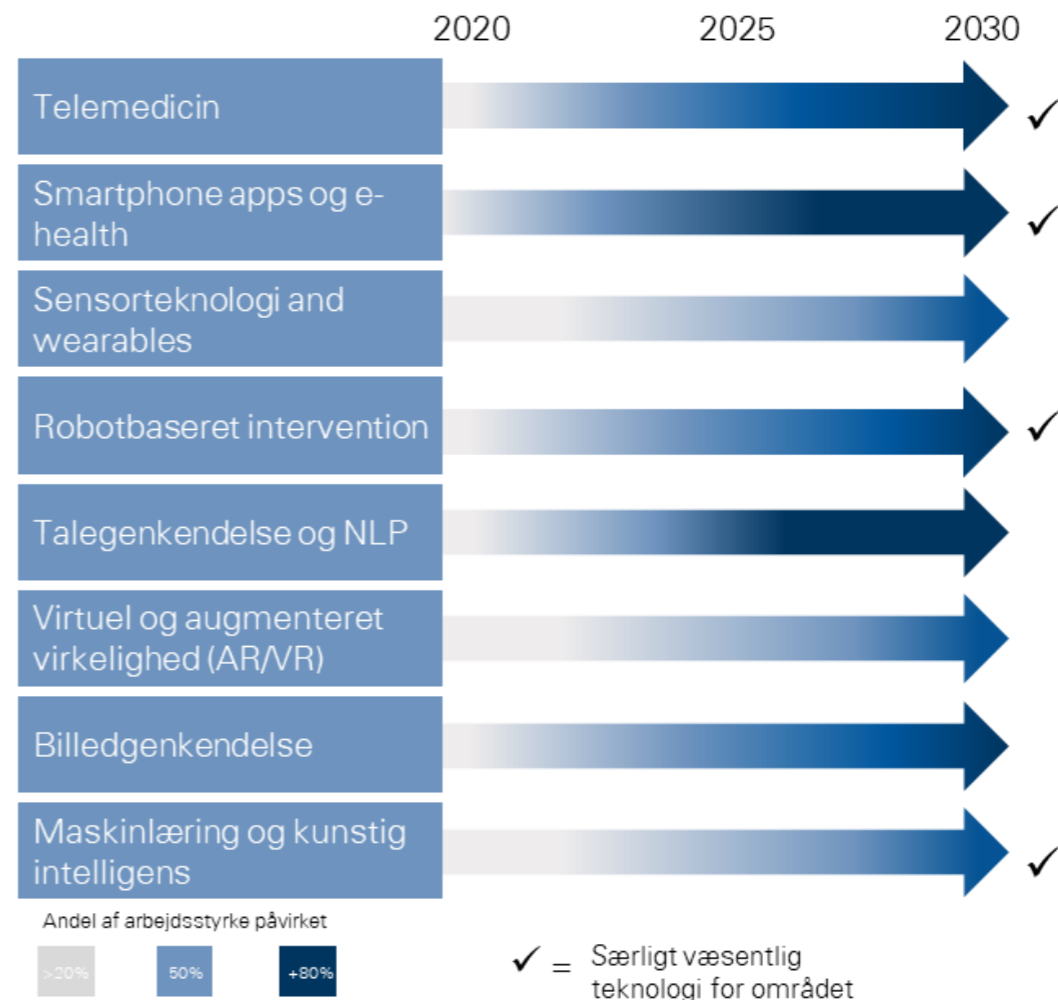 2020 2025 2030
Telemedicin
Smartphone apps og e-
health
Sensorteknologi and
wearables
Robotbaseret intervention
Talegenkendelse og NLP
Virtuel og augmenteret
virkelighed (AR/VR)
Billedgenkendelse
Maskinlæring og kunstig
intelligens
Andel af arbejdsstyrke påvirket
>20% 50% +80%
✓ = Særligt væsentlig
teknologi for området